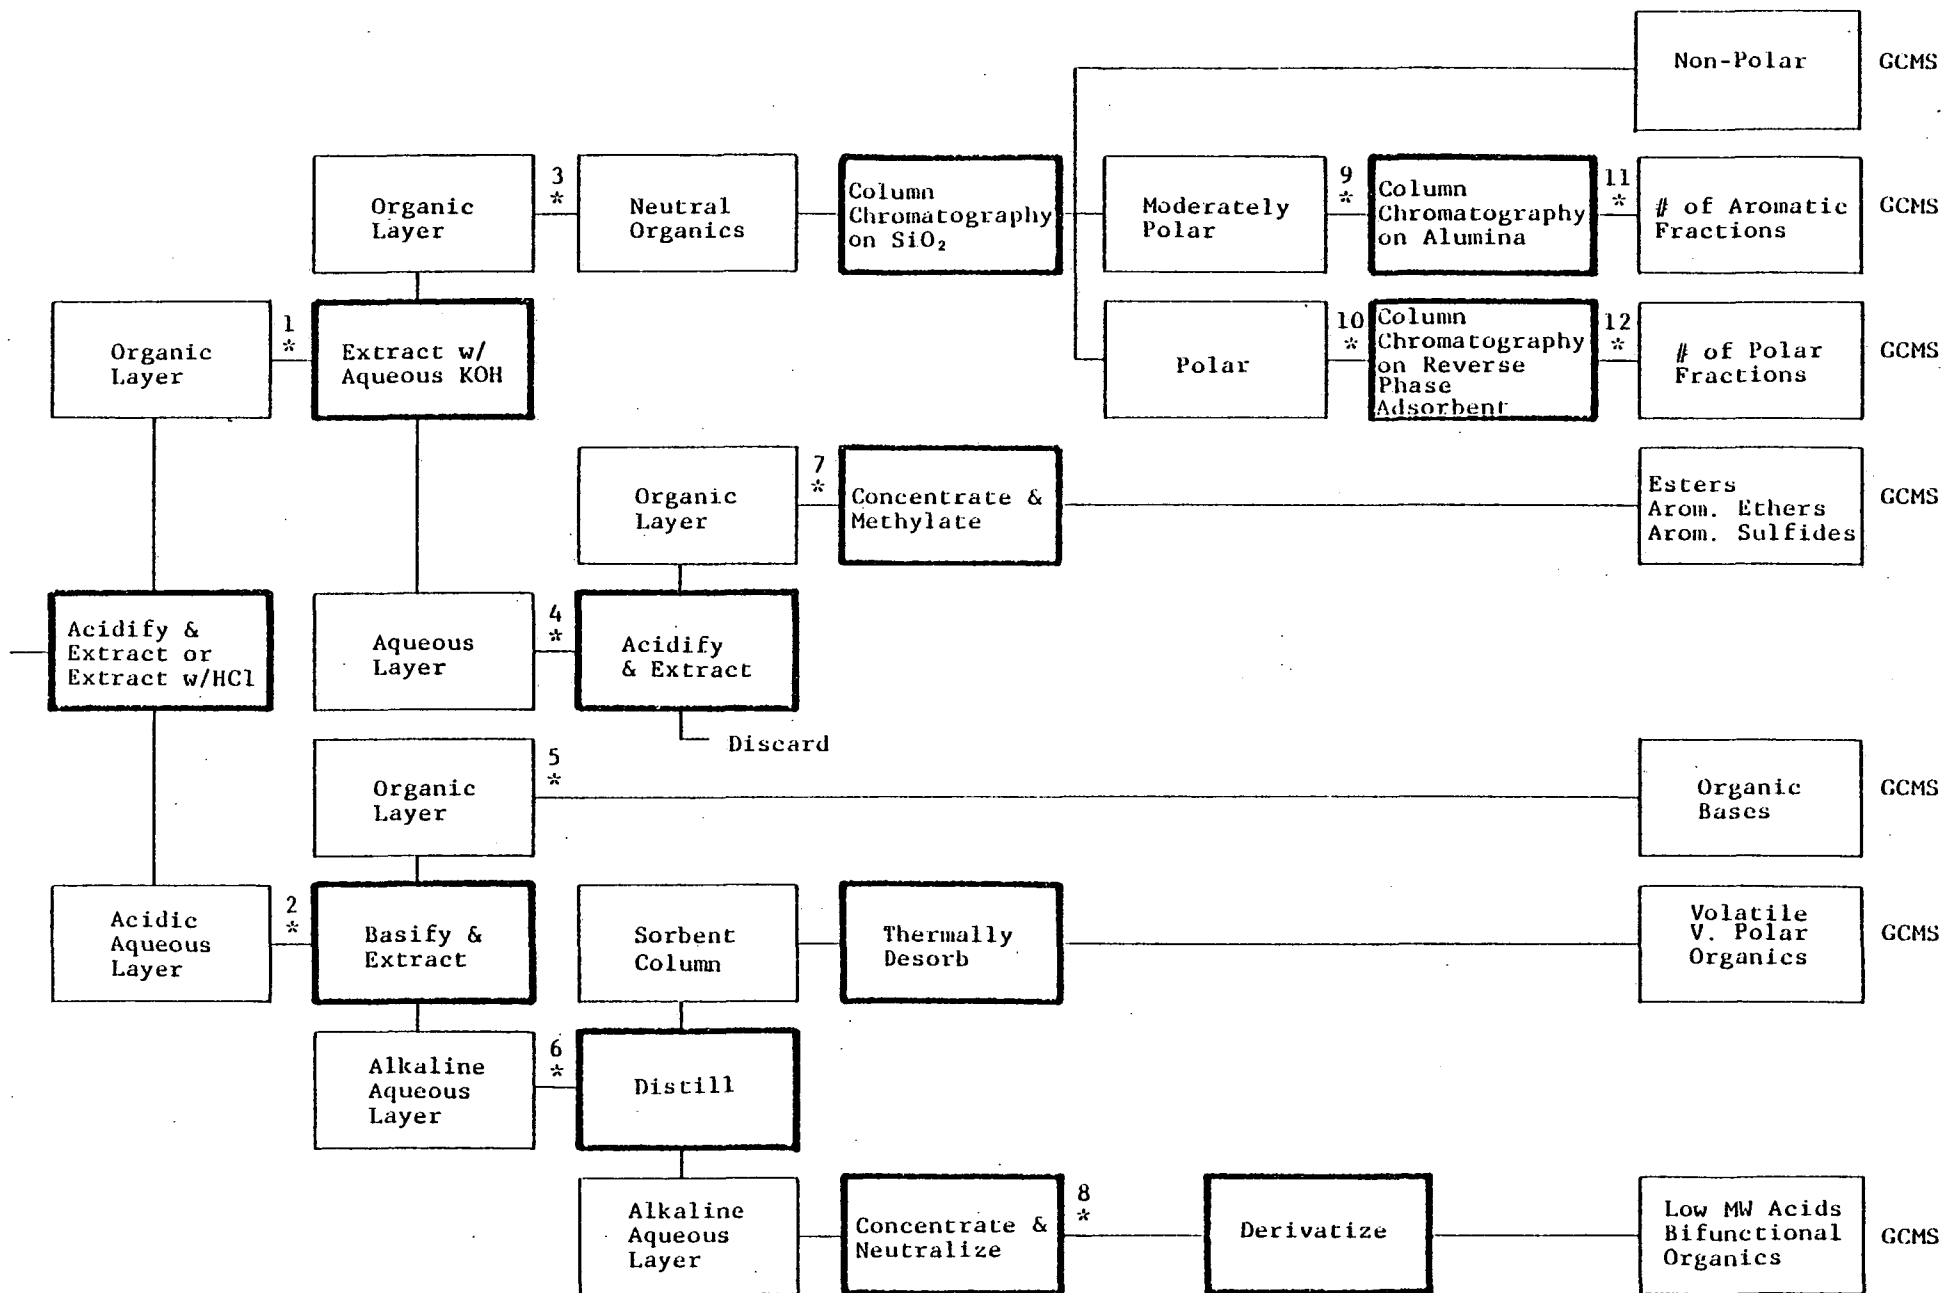 Non-Polar
GCMS
Organic
Layer
3
*
Neutral
Organics
Column
Chromatography
on SiO₂
Moderately
Polar
9
*
Column
Chromatography
on Alumina
11
*
# of Aromatic
Fractions
GCMS
Organic
Layer
1
*
Extract w/
Aqueous KOH
Polar
10
*
Column
Chromatography
on Reverse
Phase
Adsorbent
12
*
# of Polar
Fractions
GCMS
Organic
Layer
7
*
Concentrate &
Methylate
Esters
Arom. Ethers
Arom. Sulfides
GCMS
Acidify &
Extract or
Extract w/HCl
Aqueous
Layer
4
*
Acidify
& Extract
Discard
Organic
Layer
5
*
Organic
Bases
GCMS
Acidic
Aqueous
Layer
2
*
Basify &
Extract
Sorbent
Column
Thermally
Desorb
Volatile
V. Polar
Organics
GCMS
Alkaline
Aqueous
Layer
6
*
Distill
Alkaline
Aqueous
Layer
Concentrate &
Neutralize
8
*
Derivatize
Low MW Acids
Bifunctional
Organics
GCMS